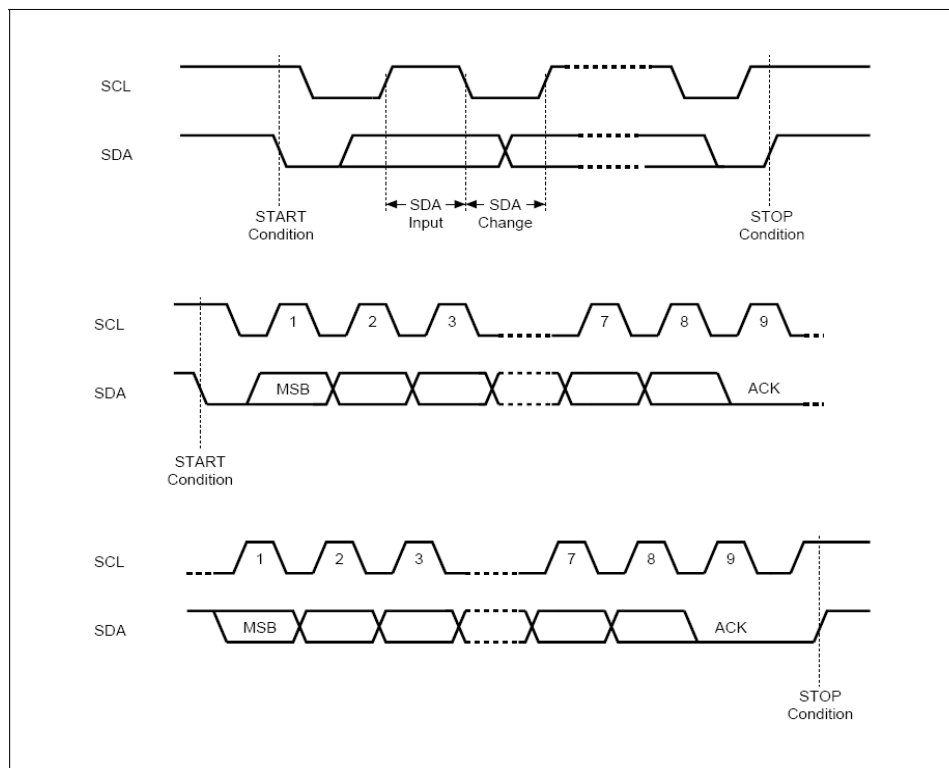 SCL
SDA
START
Condition
SDA
Input
SDA
Change
STOP
Condition
SCL
1 2 3 7 8 9
SDA
MSB ACK
START
Condition
SCL
1 2 3 7 8 9
SDA
MSB ACK
STOP
Condition